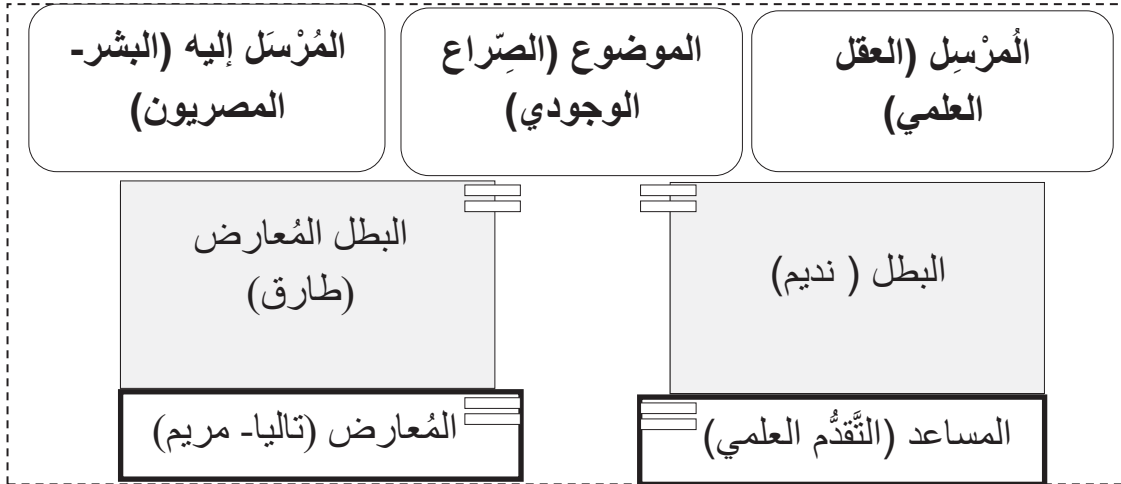 المُرْسِل (العقل
العلمي)
الموضوع (الصِّراع
الوجودي)
المُرْسَل إليه (البشر-
المصريون)
البطل ( نديم)
البطل المُعارض
(طارق)
المساعد (التَّقدُّم العلمي)
المُعارض (تاليا- مريم)